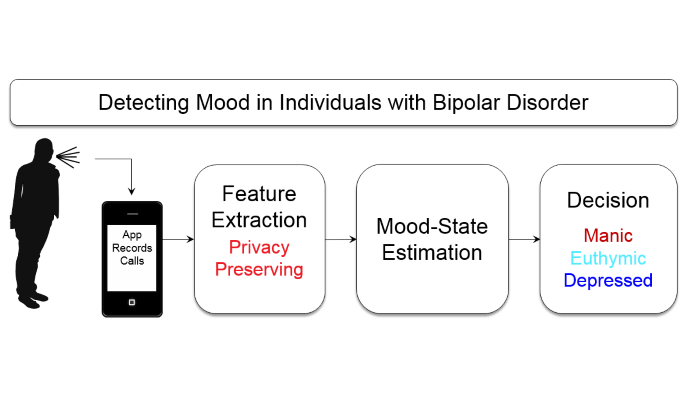 Detecting Mood in Individuals with Bipolar Disorder
App
Records
Calls
Feature
Extraction
Privacy
Preserving
Mood-State
Estimation
Decision
Manic
Euthymic
Depressed